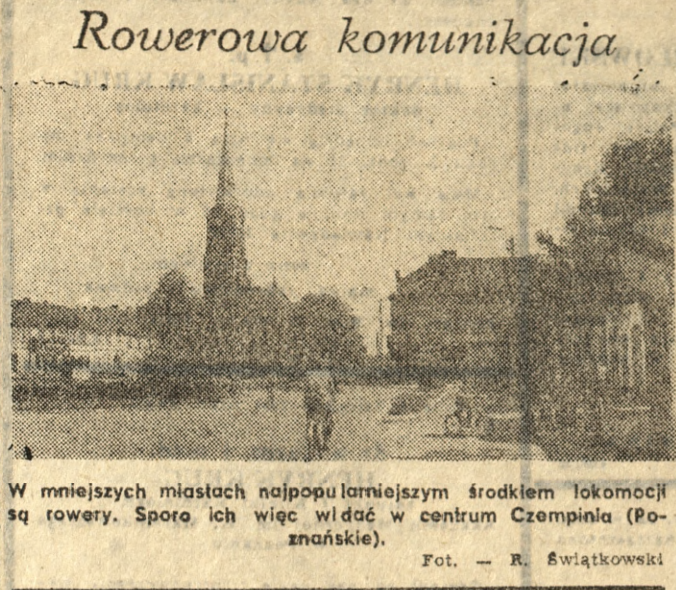 Rowerowa komunikacja
W mniejszych miastach najpopularniejszym środkiem lokomocji
są rowery. Sporo ich więc widać w centrum Czempinia (Po-
znańskie).
Fot. — R. Świątkowski